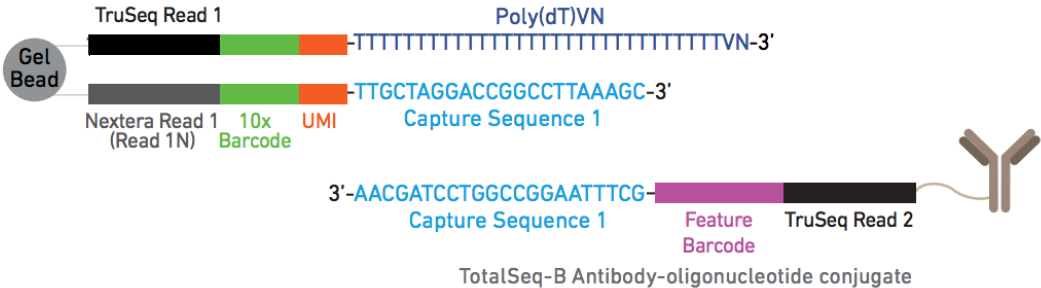 TruSeq Read 1
Poly(dT)VN
Gel
Bead
-TTTTTTTTTTTTTTTTTTTTTTTTTTTTTTVN-3’
-TTGCTAGGACCGGCCTTAAAGC-3’
Nextera Read 1
(Read 1N)
10x
Barcode
UMI
Capture Sequence 1
3’-AACGATCCTGGCCGGAATTTCG-
Capture Sequence 1
Feature
Barcode
TruSeq Read 2
TotalSeq-B Antibody-oligonucleotide conjugate